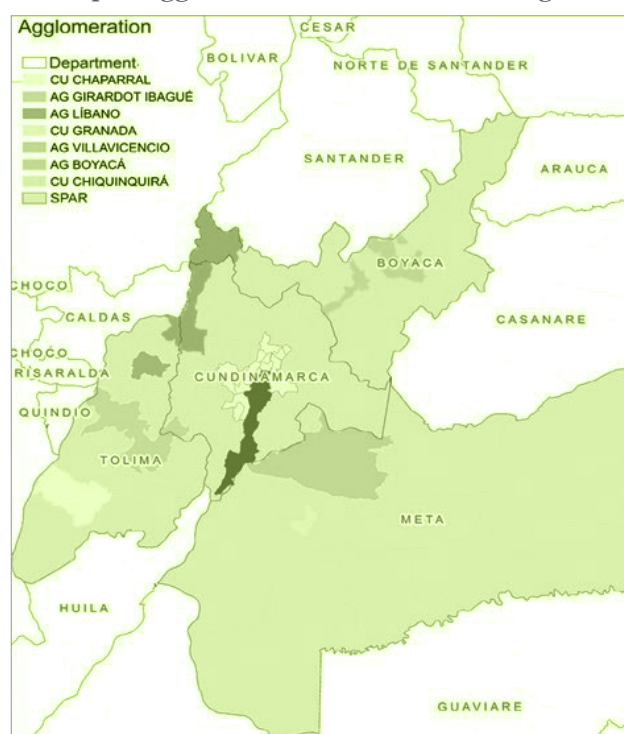 Agglomeration
Department
CU CHAPARRAL
AG GIRARDOT IBAGUÉ
AG LÍBANO
CU GRANADA
AG VILLAVICENCIO
AG BOYACÁ
CU CHIQUINQUIRÁ
SPAR
CESAR
BOLIVAR
NORTE DE SANTANDER
SANTANDER
ARAUCA
BOYACA
CHOCO
CALDAS
CASANARE
CHOCO
RISARALDA
CUNDINAMARCA
QUINDIO
TOLIMA
META
HUILA
GUAVIARE